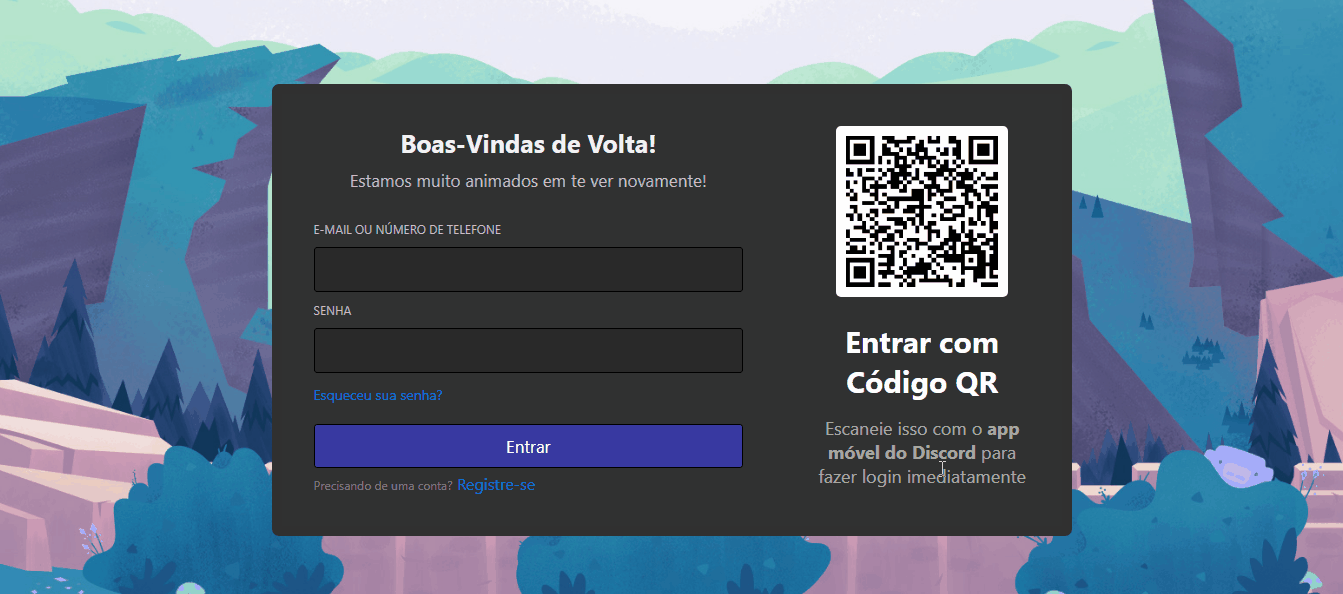 Boas-Vindas de Volta!
Estamos muito animados em te ver novamente!
E-MAIL OU NÚMERO DE TELEFONE
SENHA
Esqueceu sua senha?
Entrar
Precisando de uma conta? Registre-se
Entrar com
Código QR
Escaneie isso com o app
móvel do Discord para
fazer login imediatamente